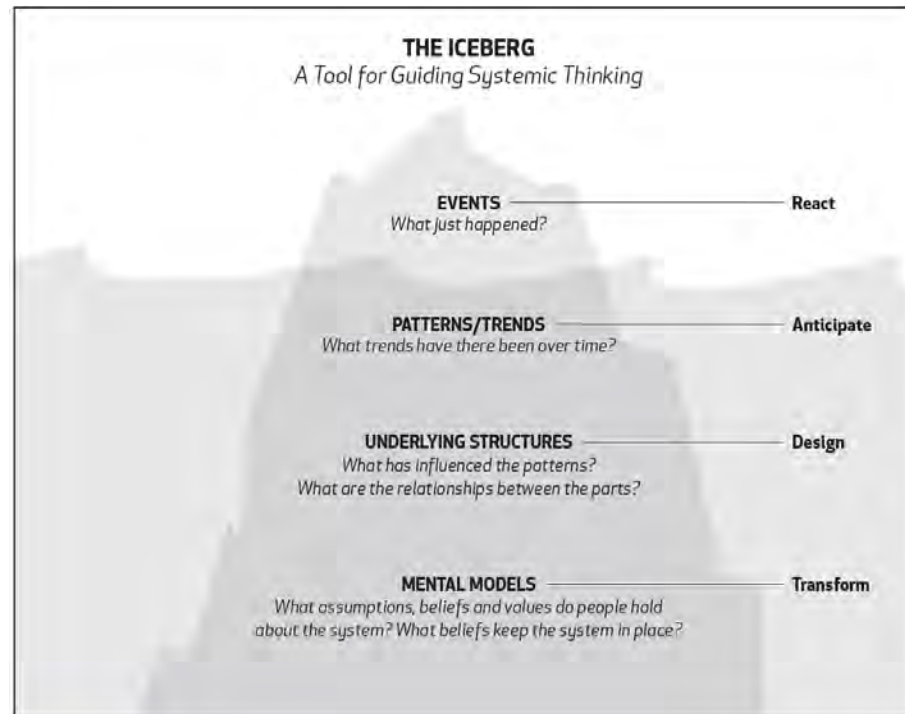 THE ICEBERG
A Tool for Guiding Systemic Thinking
EVENTS React
What just happened?
PATTERNS/TRENDS Anticipate
What trends have there been over time?
UNDERLYING STRUCTURES Design
What has influenced the patterns?
What are the relationships between the parts?
MENTAL MODELS Transform
What assumptions, beliefs and values do people hold
about the system? What beliefs keep the system in place?